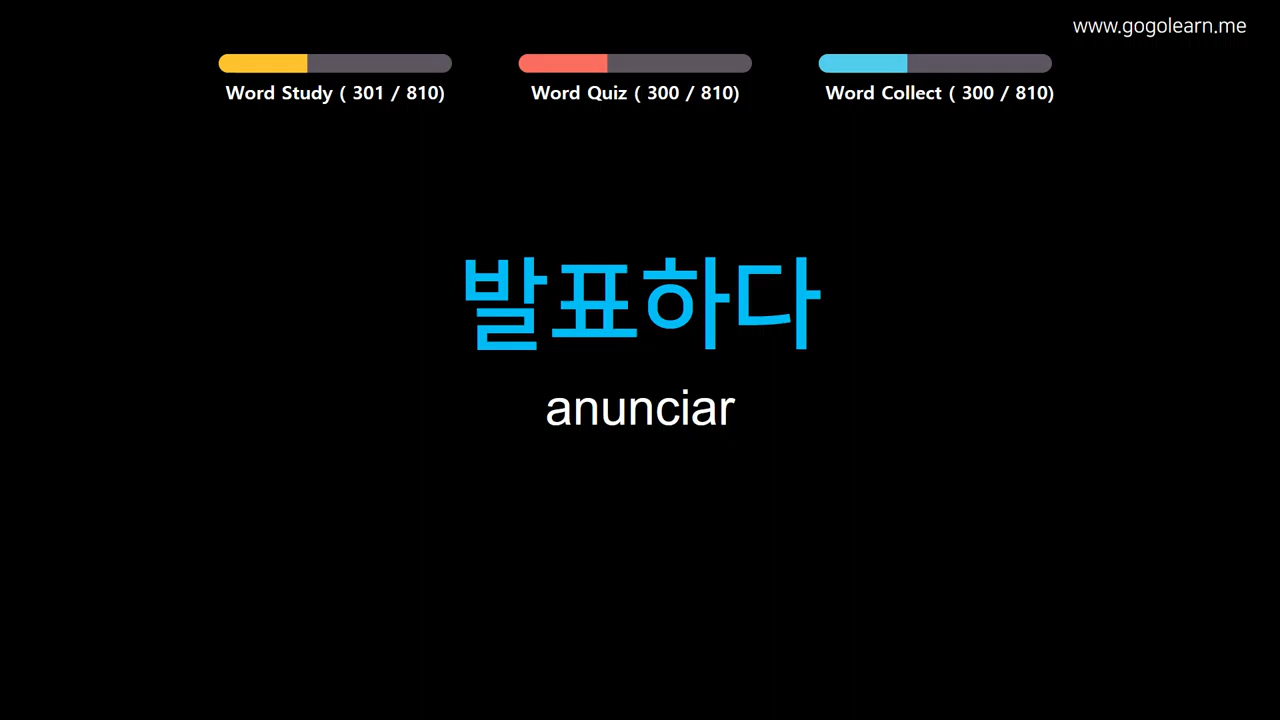 www.gogolearn.me
Word Study ( 301 / 810)
Word Quiz ( 300 / 810)
Word Collect ( 300 / 810)
발표하다
anunciar